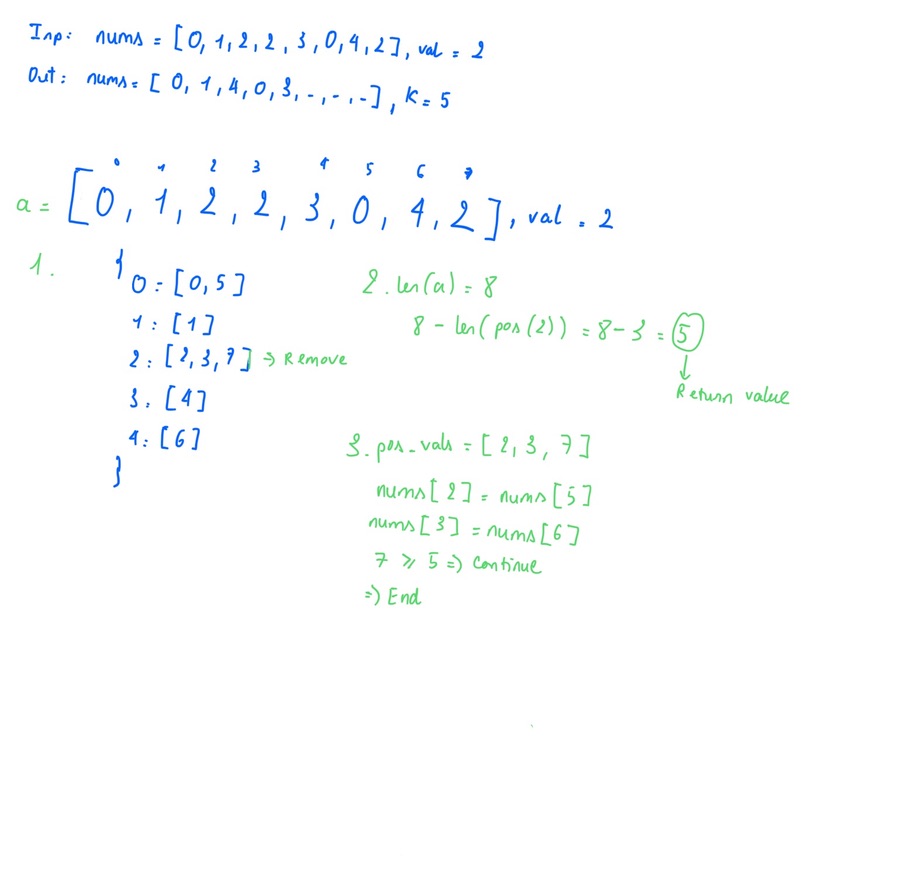 Inp: nums = [0, 1, 2, 2, 3, 0, 4, 2], val = 2
Out: nums = [0, 1, 4, 0, 3, -, -, -], K = 5
0 1 2 3 4 5 6 7
a = [0, 1, 2, 2, 3, 0, 4, 2], val = 2
1. {
0: [0, 5]
1: [1]
2: [2, 3, 7] => Remove
3. [4]
4: [6]
}
2. len(a) = 8
8 - len(pos(2)) = 8 - 3 = 5
↓
Return value
3. pos_vals = [2, 3, 7]
nums[2] = nums[5]
nums[3] = nums[6]
7 ≥ 5 => Continue
=> End